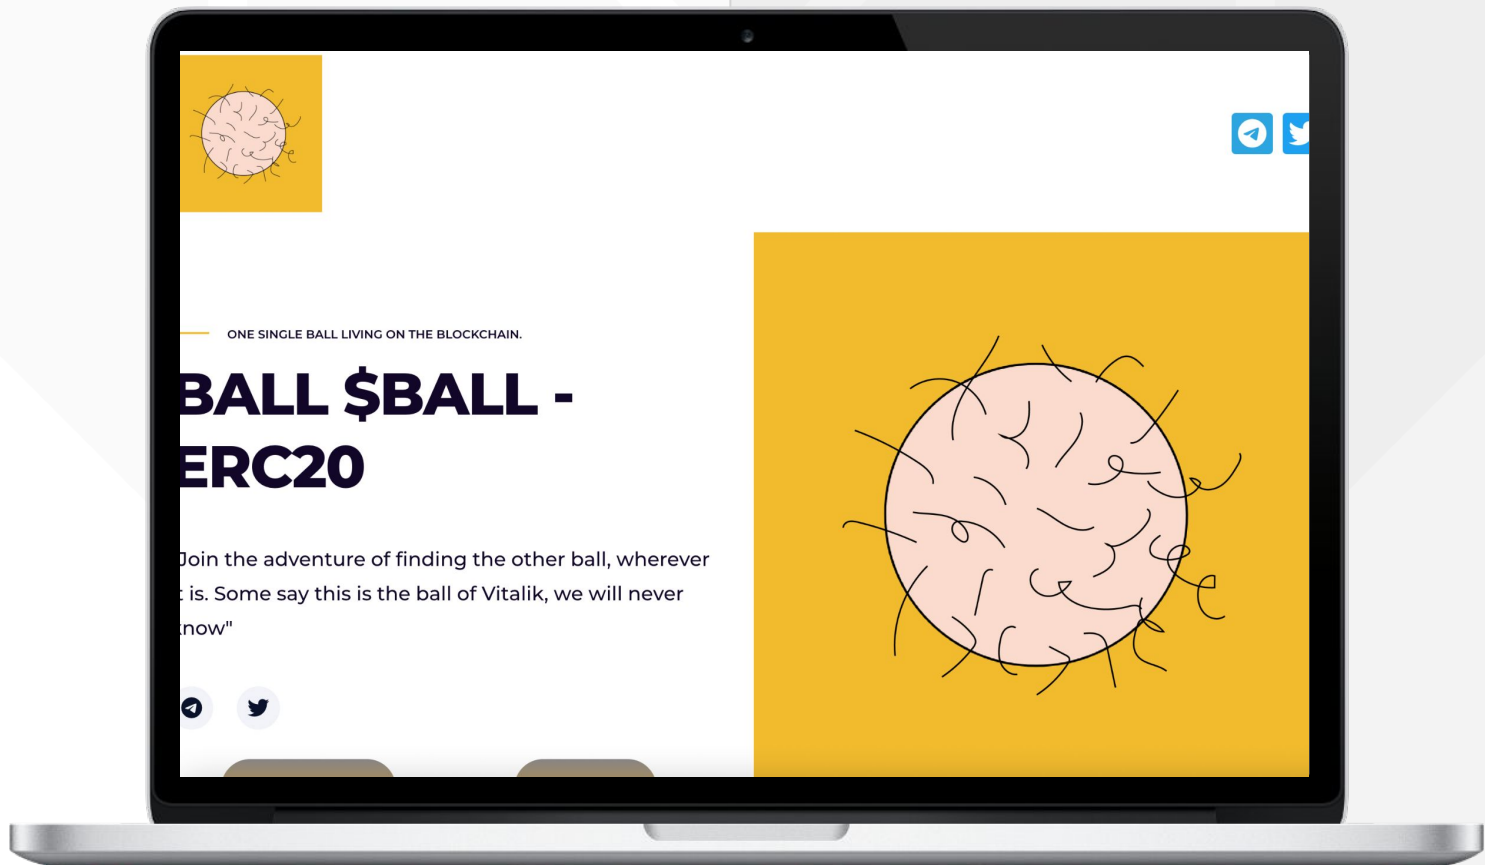 ONE SINGLE BALL LIVING ON THE BLOCKCHAIN.
BALL $BALL -
ERC20
Join the adventure of finding the other ball, wherever
is. Some say this is the ball of Vitalik, we will never
now"